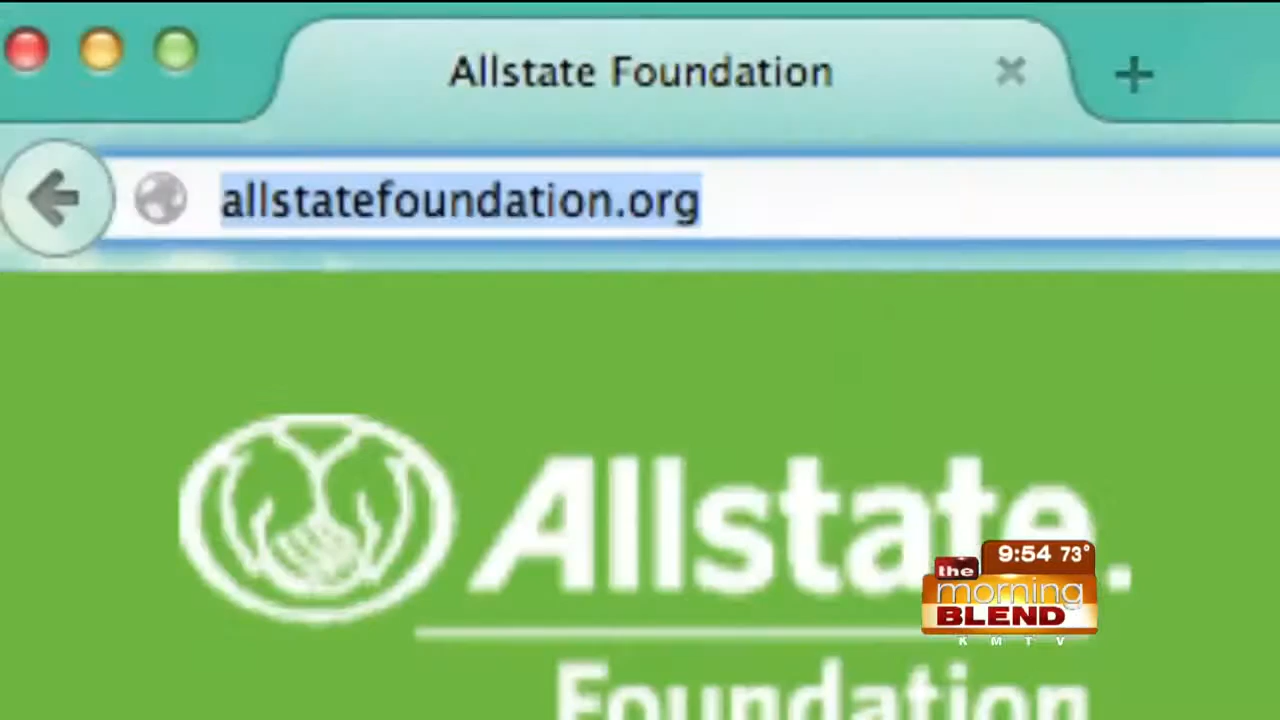 Allstate Foundation
allstatefoundation.org
Allstate.
Foundation
9:54 73°
the
morning
BLEND
KMTV